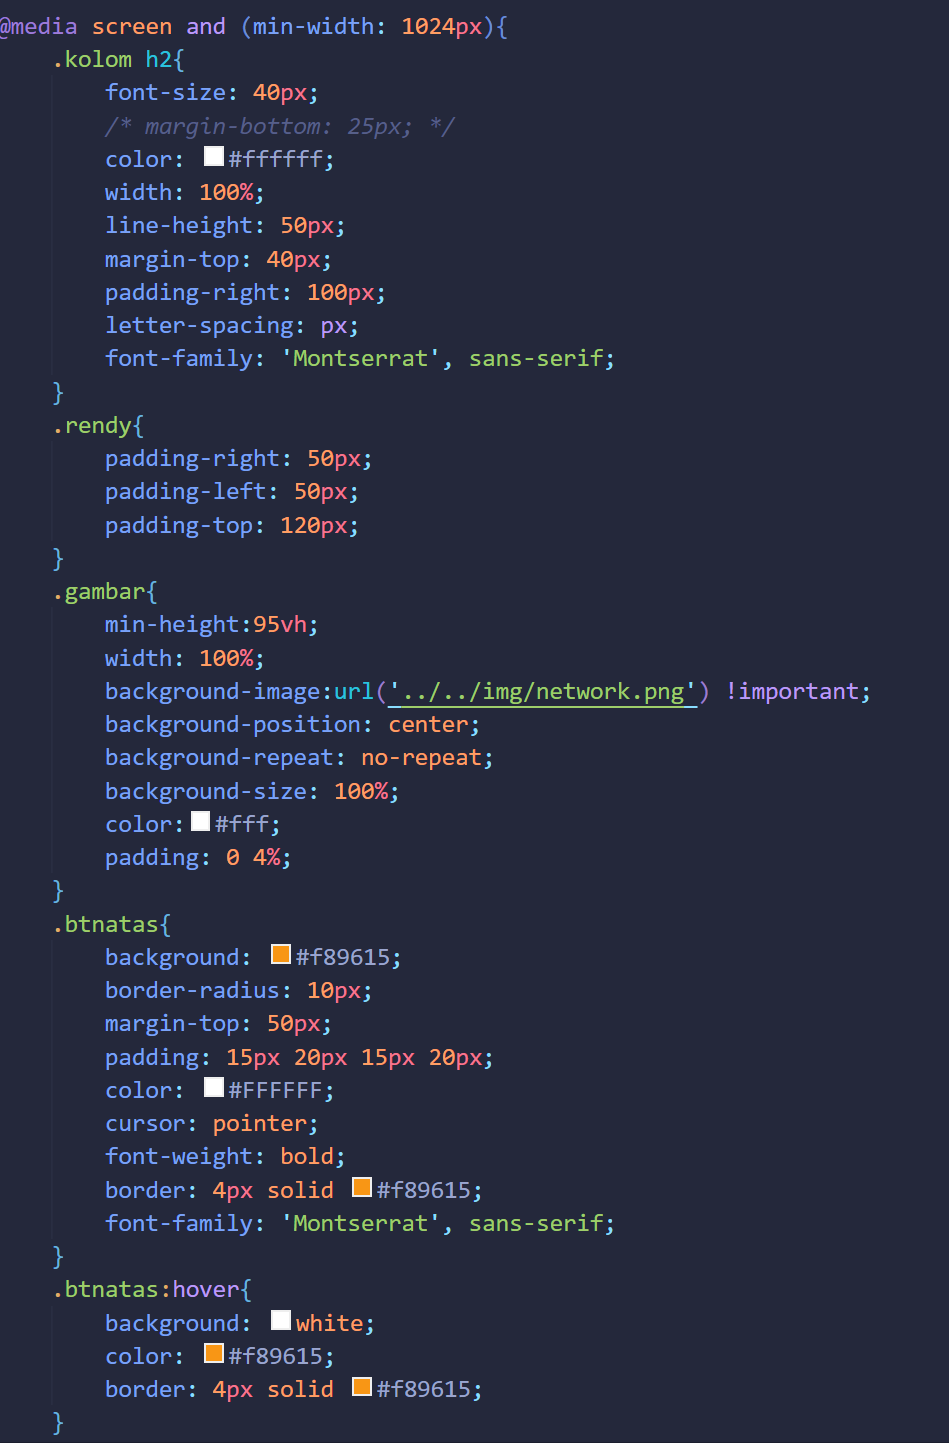 @media screen and (min-width: 1024px){
    .kolom h2{
        font-size: 40px;
        /* margin-bottom: 25px; */
        color: #ffffff;
        width: 100%;
        line-height: 50px;
        margin-top: 40px;
        padding-right: 100px;
        letter-spacing: px;
        font-family: 'Montserrat', sans-serif;
    }
    .rendy{
        padding-right: 50px;
        padding-left: 50px;
        padding-top: 120px;
    }
    .gambar{
        min-height:95vh;
        width: 100%;
        background-image:url('../../img/network.png') !important;
        background-position: center;
        background-repeat: no-repeat;
        background-size: 100%;
        color:#fff;
        padding: 0 4%;
    }
    .btnatas{
        background: #f89615;
        border-radius: 10px;
        margin-top: 50px;
        padding: 15px 20px 15px 20px;
        color: #FFFFFF;
        cursor: pointer;
        font-weight: bold;
        border: 4px solid #f89615;
        font-family: 'Montserrat', sans-serif;
    }
    .btnatas:hover{
        background: white;
        color: #f89615;
        border: 4px solid #f89615;
    }